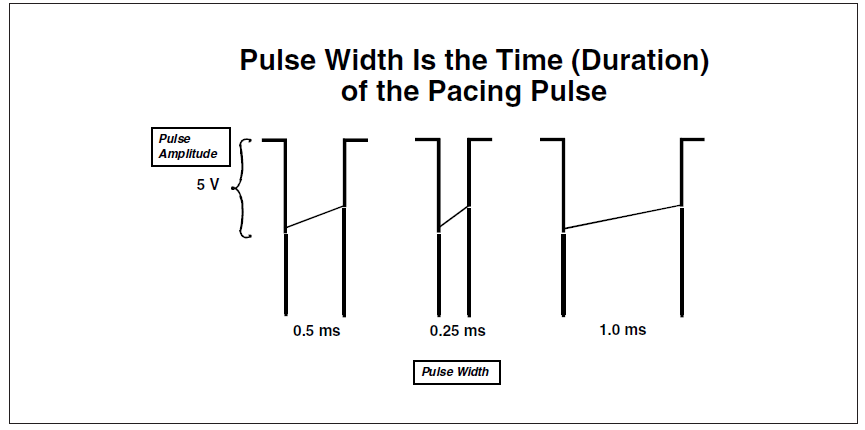 Pulse Width Is the Time (Duration)
of the Pacing Pulse
Pulse
Amplitude
5 V
0.5 ms
0.25 ms
1.0 ms
Pulse Width